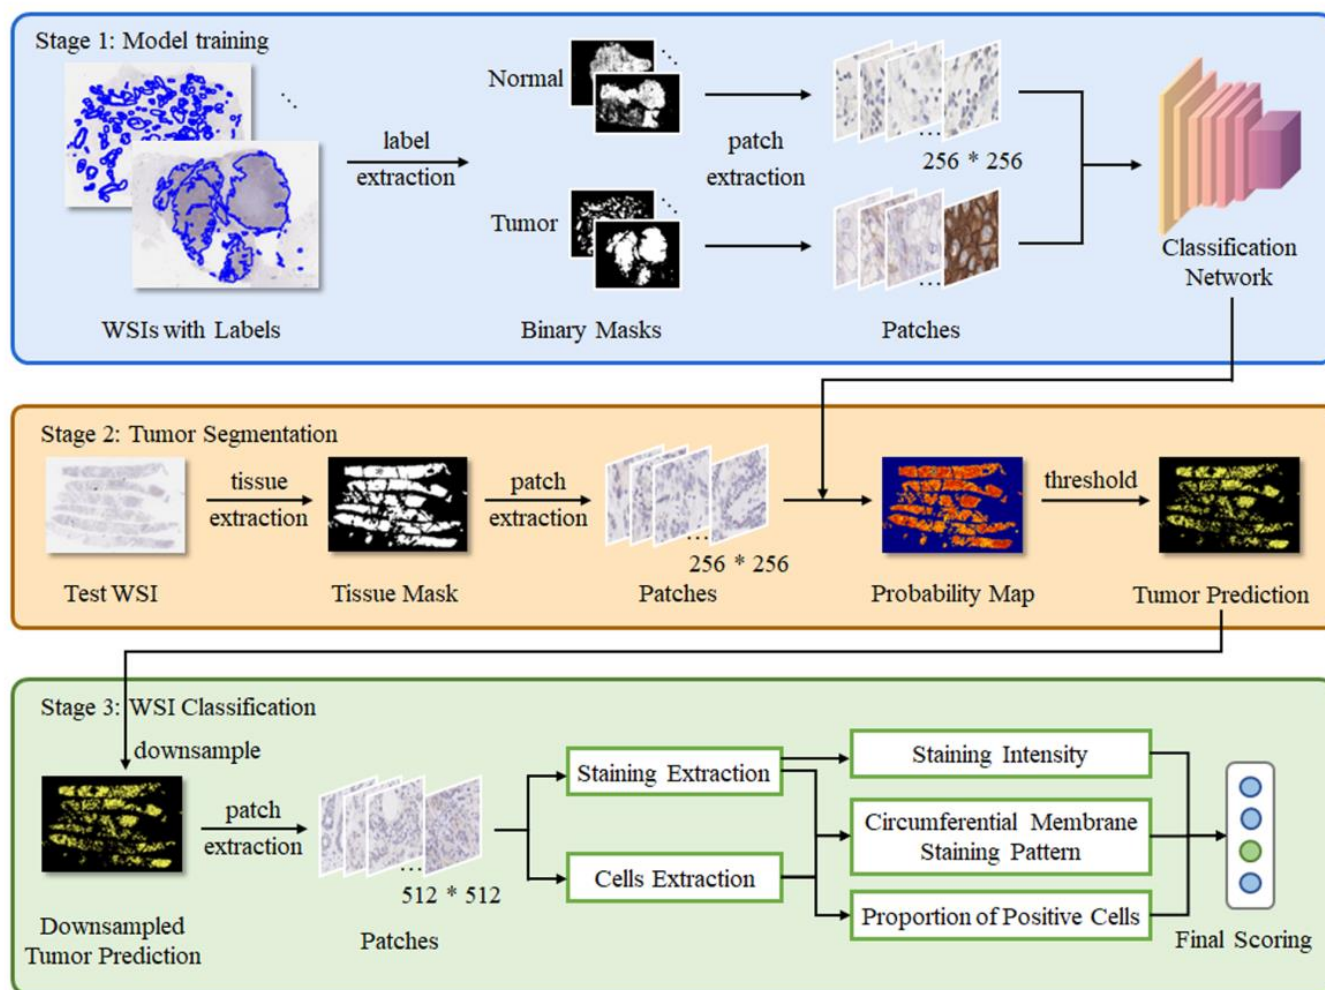 Stage 1: Model training
Normal
label
extraction
patch
extraction
...
256 * 256
Tumor
...
Classification
Network
WSIs with Labels
Binary Masks
Patches
Stage 2: Tumor Segmentation
tissue
extraction
patch
extraction
threshold
...
256 * 256
Test WSI
Tissue Mask
Patches
Probability Map
Tumor Prediction
Stage 3: WSI Classification
downsample
patch
extraction
...
512 * 512
Downsampled
Tumor Prediction
Patches
Staining Extraction
Cells Extraction
Staining Intensity
Circumferential Membrane
Staining Pattern
Proportion of Positive Cells
Final Scoring